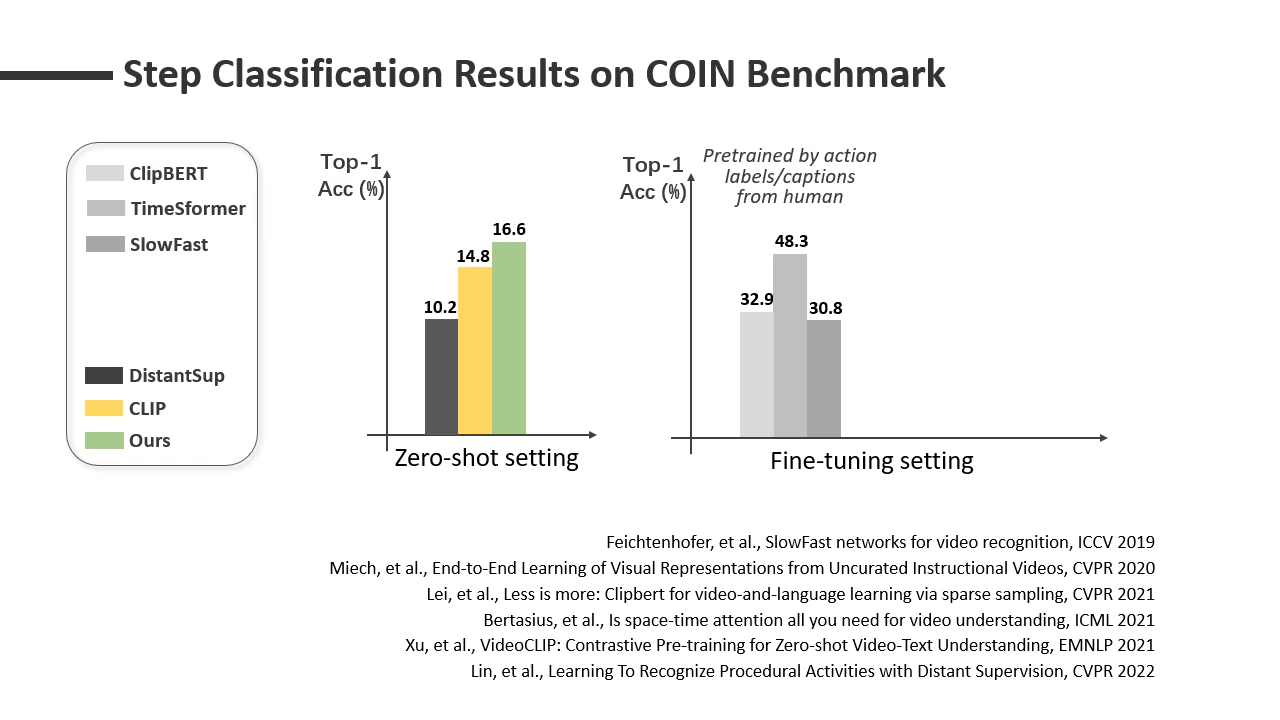 Step Classification Results on COIN Benchmark
ClipBERT
TimeSformer
SlowFast
DistantSup
CLIP
Ours
Top-1
Acc (%)
10.2
14.8
16.6
Zero-shot setting
Top-1
Acc (%)
Pretrained by action
labels/captions
from human
32.9
48.3
30.8
Fine-tuning setting
Feichtenhofer, et al., SlowFast networks for video recognition, ICCV 2019
Miech, et al., End-to-End Learning of Visual Representations from Uncurated Instructional Videos, CVPR 2020
Lei, et al., Less is more: Clipbert for video-and-language learning via sparse sampling, CVPR 2021
Bertasius, et al., Is space-time attention all you need for video understanding, ICML 2021
Xu, et al., VideoCLIP: Contrastive Pre-training for Zero-shot Video-Text Understanding, EMNLP 2021
Lin, et al., Learning To Recognize Procedural Activities with Distant Supervision, CVPR 2022